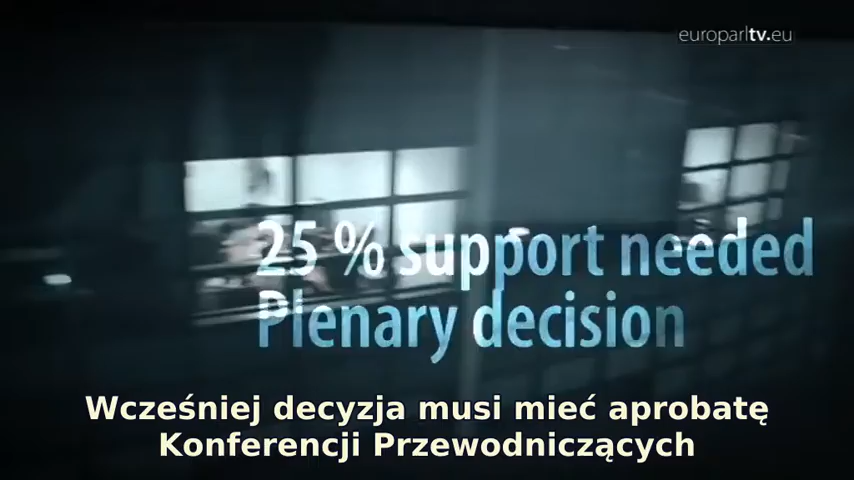 europarltv.eu
25 % support needed
Plenary decision
Wcześniej decyzja musi mieć aprobatę
Konferencji Przewodniczących